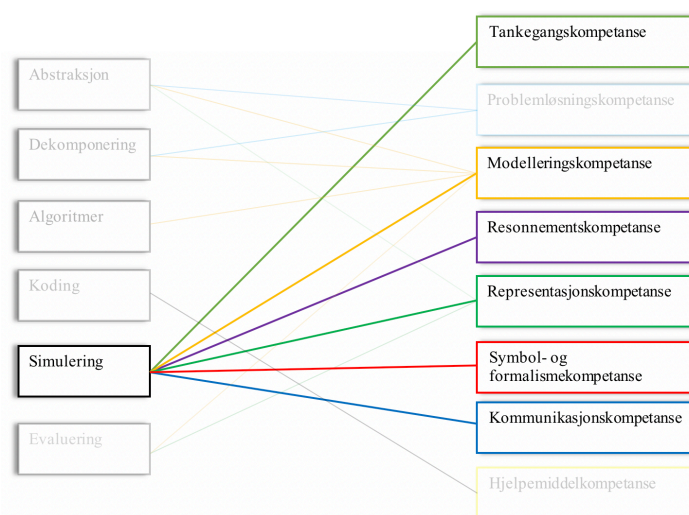 Abstraksjon
Dekomponering
Algoritmer
Koding
Simulering
Evaluering
Tankegangskompetanse
Problemløsningskompetanse
Modelleringskompetanse
Resonnementskompetanse
Representasjonskompetanse
Symbol- og
formalismekompetanse
Kommunikasjonskompetanse
Hjelpemiddelkompetanse